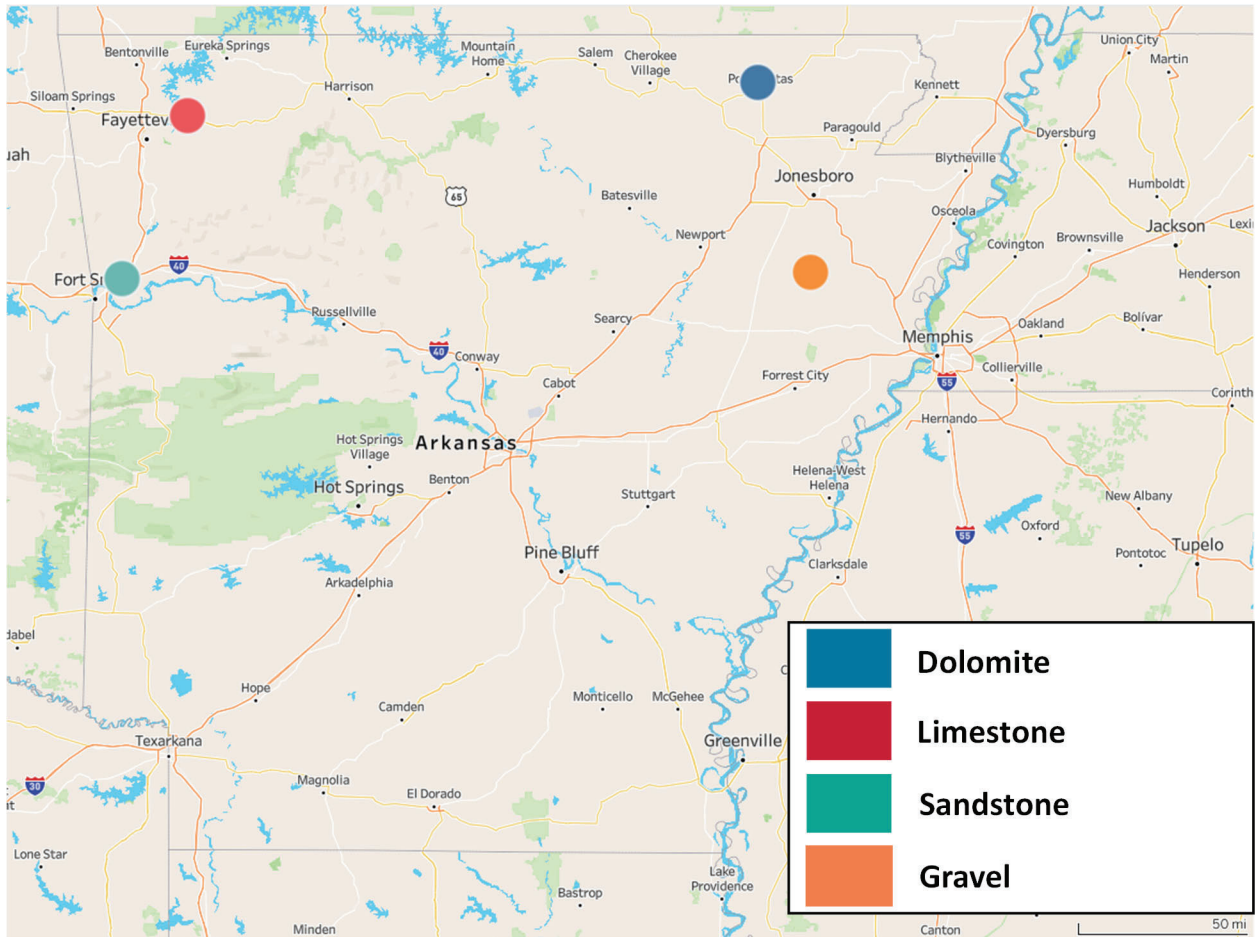 Union City
Bentonville
Eureka Springs
Mountain
Home
Salem
Cherokee
Village
Martin
Harrison
Kennett
Siloam Springs
Paragould
Dyersburg
uah
Blytheville
Jonesboro
Humboldt
65
Batesville
Osceola
Jackson
Newport
Covington
Brownsville
40
Henderson
Russellville
Searcy
Memphis
Oakland
Bolívar
40
Conway
Forrest City
Collierville
55
Cabot
Corinth
Hernando
Hot Springs
Village
Arkansas
Helena-West
Helena
Benton
Hot Springs
Stuttgart
New Albany
Oxford
55
Pine Bluff
Tupelo
Pontotoc
Clarksdale
Arkadelphia
dabel
Dolomite
Hope
Monticello
McGehee
Camden
Limestone
Texarkana
Greenville
30
Magnolia
El Dorado
Sandstone
Lone Star
Lake
Providence
Gravel
Bastrop
Minden
Canton
50 mi